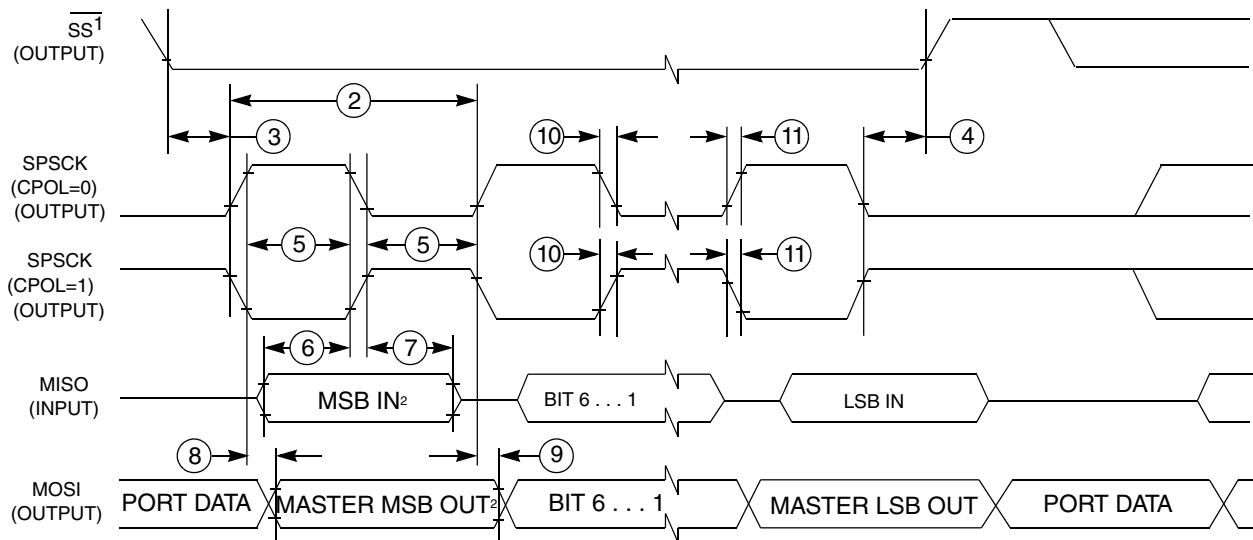 SS1
(OUTPUT)
2
3
10
11
4
SPSCK
(CPOL=0)
(OUTPUT)
5
5
SPSCK
(CPOL=1)
(OUTPUT)
10
11
6
7
MISO
(INPUT)
MSB IN2
BIT 6 . . . 1
LSB IN
8
9
MOSI
(OUTPUT)
PORT DATA
MASTER MSB OUT2
BIT 6 . . . 1
MASTER LSB OUT
PORT DATA